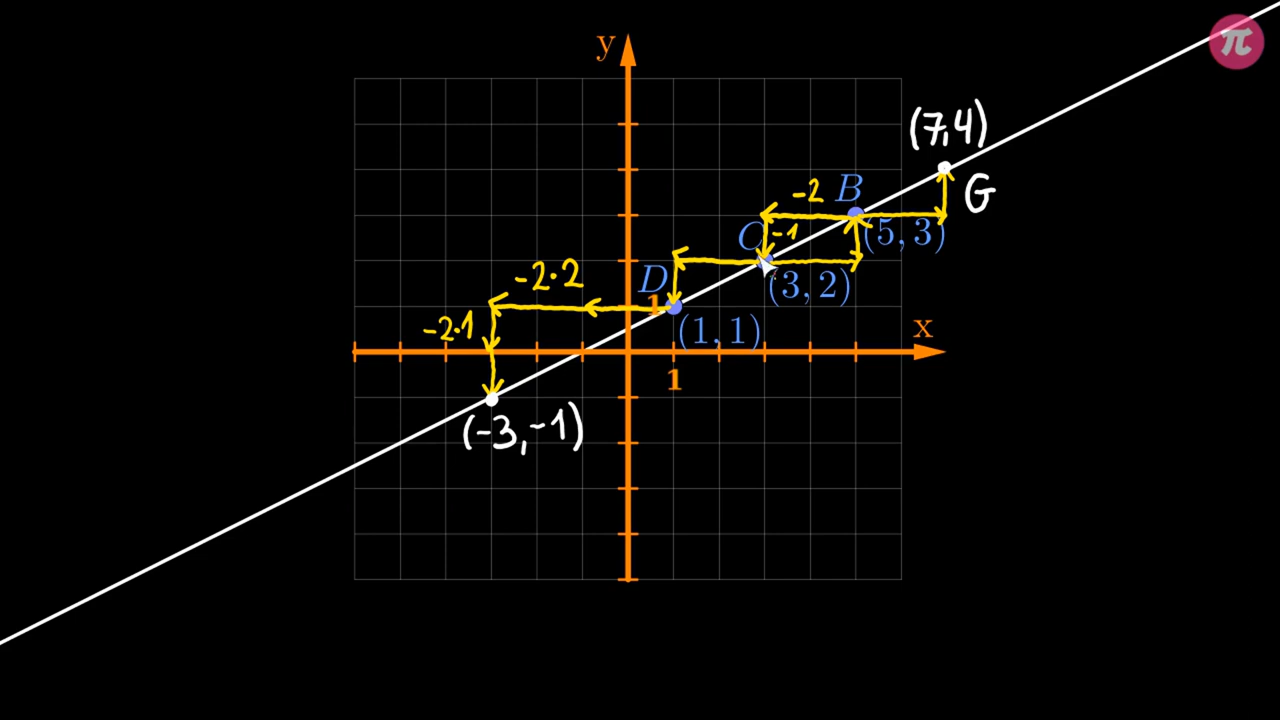 π
y
(7,4)
-2
B
G
C
-1
(5, 3)
-2·2
D
(3, 2)
-2·1
1
(1, 1)
x
1
(-3,-1)